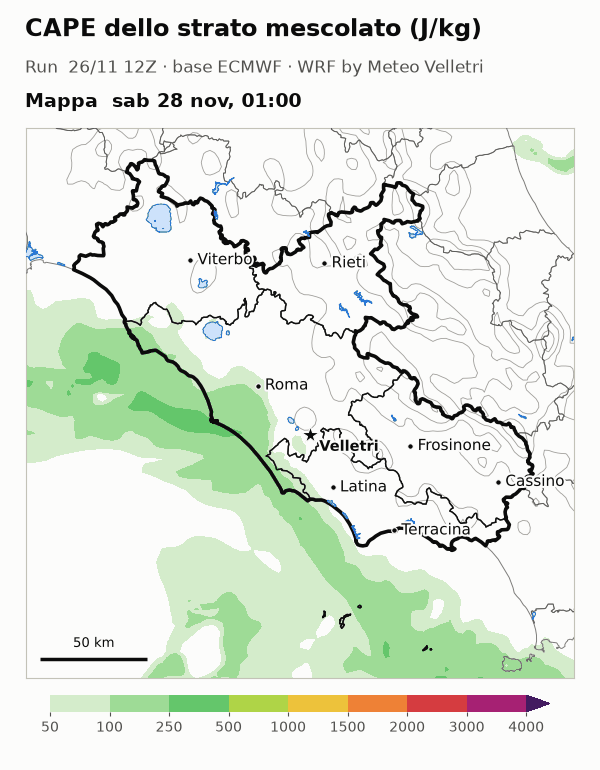 CAPE dello strato mescolato (J/kg)
Run  26/11 12Z · base ECMWF · WRF by Meteo Velletri
Mappa  sab 28 nov, 01:00
Viterbo
Rieti
Roma
Velletri
Frosinone
Cassino
Latina
Terracina
50 km
50 100 250 500 1000 1500 2000 3000 4000